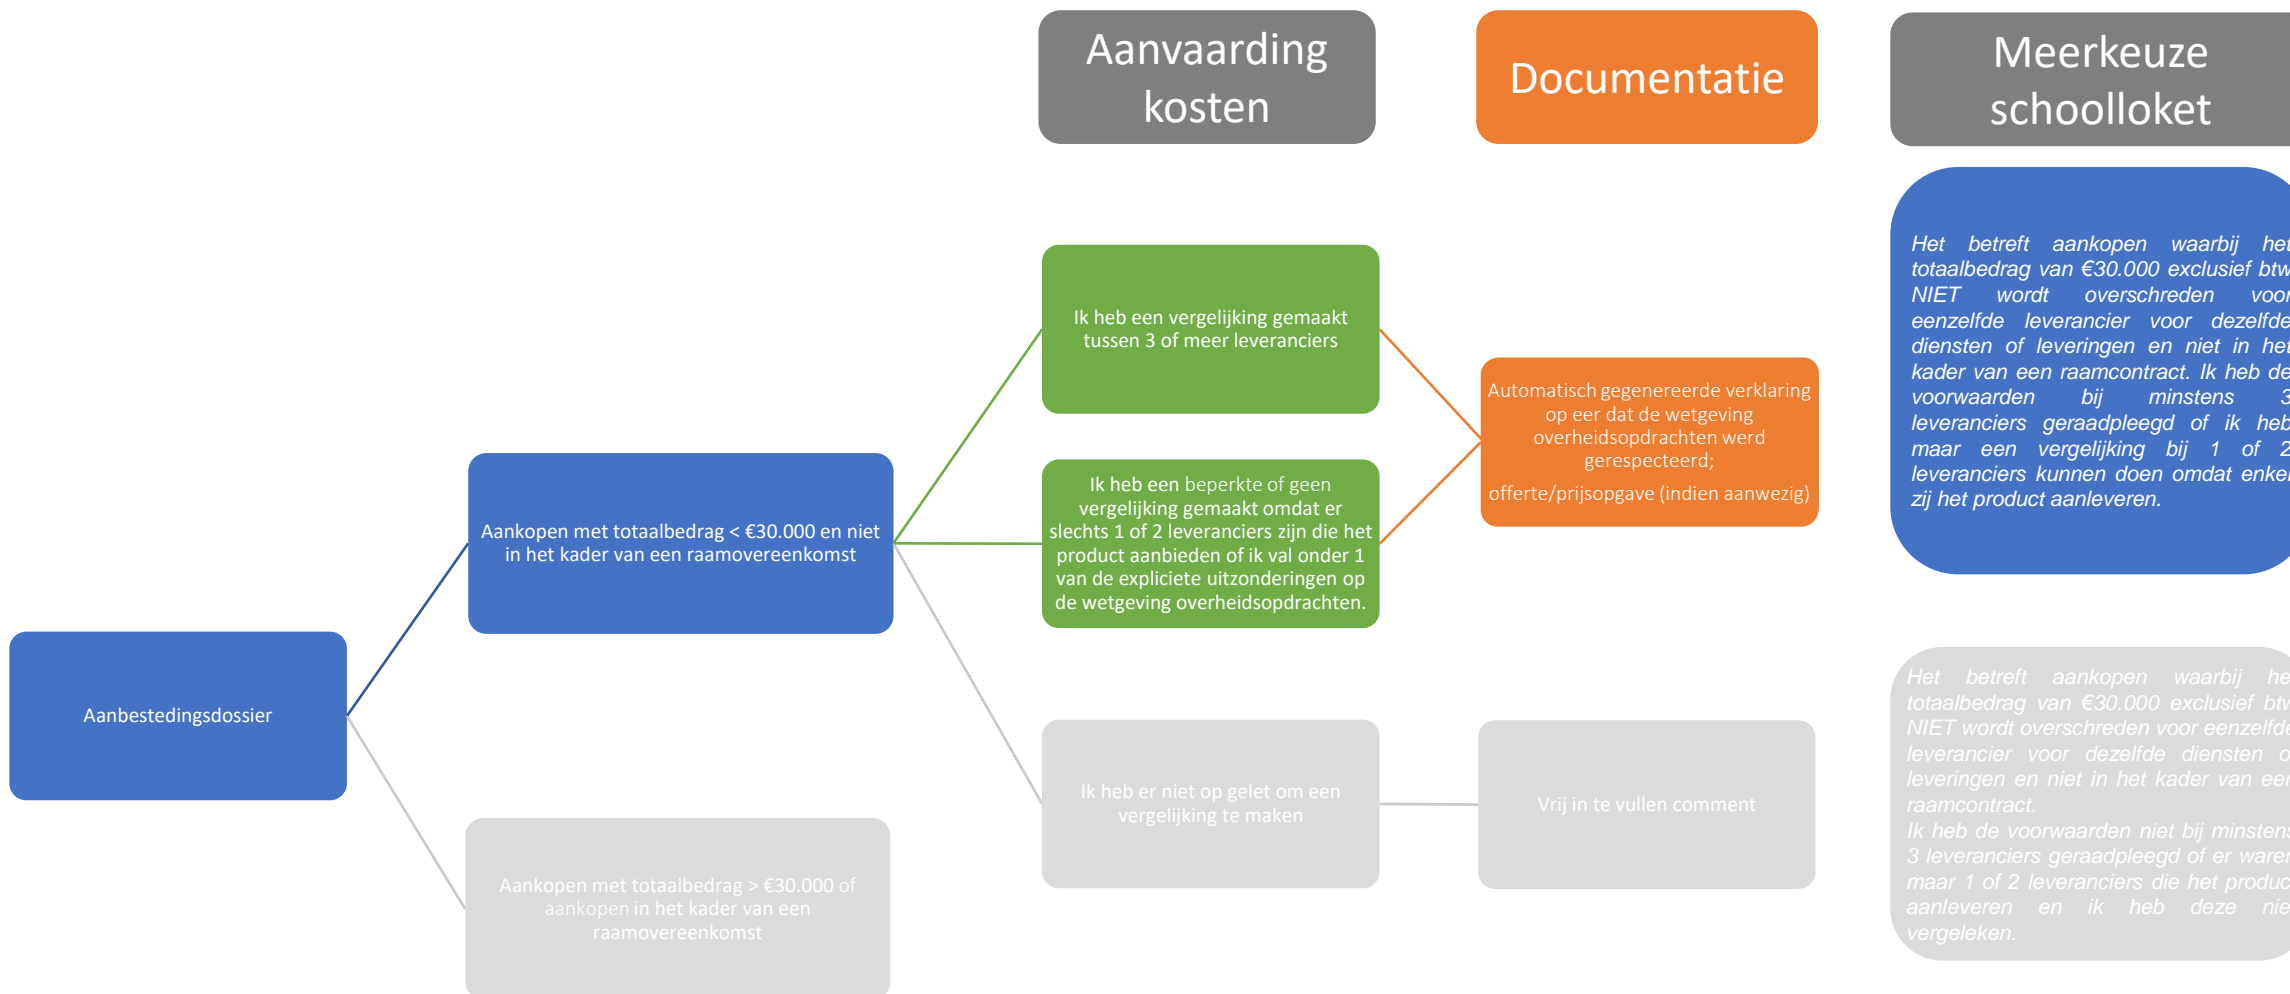 Aanvaarding
kosten
Documentatie
Meerkeuze
schoolloket
Het betreft aankopen waarbij het
totaalbedrag van €30.000 exclusief btw
NIET wordt overschreden voor
eenzelfde leverancier voor dezelfde
diensten of leveringen en niet in het
kader van een raamcontract. Ik heb de
voorwaarden bij minstens 3
leveranciers geraadpleegd of ik heb
maar een vergelijking bij 1 of 2
leveranciers kunnen doen omdat enkel
zij het product aanleveren.
Ik heb een vergelijking gemaakt
tussen 3 of meer leveranciers
Automatisch gegenereerde verklaring
op eer dat de wetgeving
overheidsopdrachten werd
gerespecteerd;
offerte/prijsopgave (indien aanwezig)
Ik heb een beperkte of geen
vergelijking gemaakt omdat er
slechts 1 of 2 leveranciers zijn die het
product aanbieden of ik val onder 1
van de expliciete uitzonderingen op
de wetgeving overheidsopdrachten.
Aankopen met totaalbedrag < €30.000 en niet
in het kader van een raamovereenkomst
Aanbestedingsdossier
Ik heb er niet op gelet om een
vergelijking te maken
Vrij in te vullen comment
Het betreft aankopen waarbij he
totaalbedrag van €30.000 exclusief btw
NIET wordt overschreden voor eenzelfde
leverancier voor dezelfde diensten o
leveringen en niet in het kader van een
raamcontract.
Ik heb de voorwaarden niet bij minstens
3 leveranciers geraadpleegd of er waren
maar 1 of 2 leveranciers die het product
aanleveren en ik heb deze nie
vergeleken.
Aankopen met totaalbedrag > €30.000 of
aankopen in het kader van een
raamovereenkomst